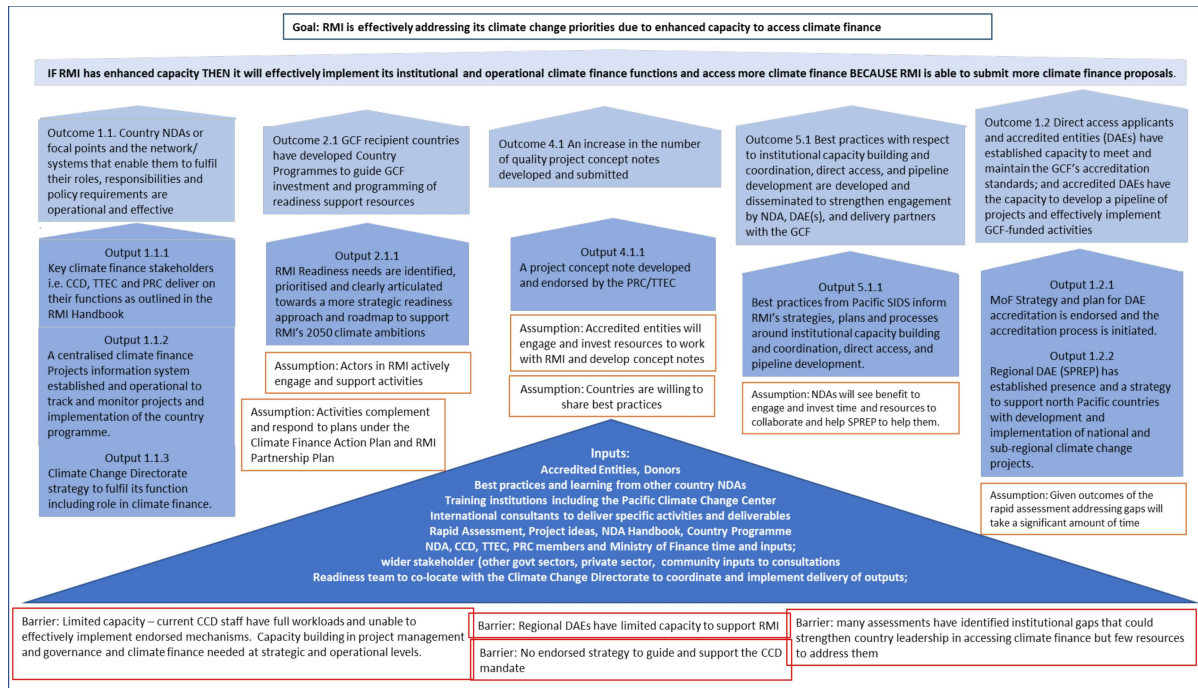 Goal: RMI is effectively addressing its climate change priorities due to enhanced capacity to access climate finance
IF RMI has enhanced capacity THEN it will effectively implement its institutional and operational climate finance functions and access more climate finance BECAUSE RMI is able to submit more climate finance proposals.
Outcome 1.1. Country NDAs or
focal points and the network/
systems that enable them to fulfil
their roles, responsibilities and
policy requirements are
operational and effective
Output 1.1.1
Key climate finance stakeholders
i.e. CCD, TTEC and PRC deliver on
their functions as outlined in the
RMI Handbook
Output 1.1.2
A centralised climate finance
Projects information system
established and operational to
track and monitor projects and
implementation of the country
programme.
Output 1.1.3
Climate Change Directorate
strategy to fulfil its function
including role in climate finance.
Outcome 2.1 GCF recipient countries
have developed Country
Programmes to guide GCF
investment and programming of
readiness support resources
Output 2.1.1
RMI Readiness needs are identified,
prioritised and clearly articulated
towards a more strategic readiness
approach and roadmap to support
RMI's 2050 climate ambitions
Assumption: Actors in RMI actively
engage and support activities
Assumption: Activities complement
and respond to plans under the
Climate Finance Action Plan and RMI
Partnership Plan
Outcome 4.1 An increase in the number
of quality project concept notes
developed and submitted
Output 4.1.1
A project concept note developed
and endorsed by the PRC/TTEC
Assumption: Accredited entities will
engage and invest resources to work
with RMI and develop concept notes
Assumption: Countries are willing to
share best practices
Outcome 5.1 Best practices with respect
to institutional capacity building and
coordination, direct access, and
pipeline development are developed and
disseminated to strengthen engagement
by NDA, DAE(s), and delivery partners
with the GCF
Output 5.1.1
Best practices from Pacific SIDS inform
RMI's strategies, plans and processes
around institutional capacity building
and coordination, direct access, and
pipeline development.
Assumption: NDAs will see benefit to
engage and invest time and resources to
collaborate and help SPREP to help them.
Outcome 1.2 Direct access applicants
and accredited entities (DAEs) have
established capacity to meet and
maintain the GCF's accreditation
standards; and accredited DAEs have
the capacity to develop a pipeline of
projects and effectively implement
GCF-funded activities
Output 1.2.1
MoF Strategy and plan for DAE
accreditation is endorsed and the
accreditation process is initiated.
Output 1.2.2
Regional DAE (SPREP) has
established presence and a strategy
to support north Pacific countries
with development and
implementation of national and
sub-regional climate change
projects.
Assumption: Given outcomes of the
rapid assessment addressing gaps will
take a significant amount of time
Inputs:
Accredited Entities, Donors
Best practices and learning from other country NDAs
Training institutions including the Pacific Climate Change Center
International consultants to deliver specific activities and deliverables
Rapid Assessment, Project ideas, NDA Handbook, Country Programme
NDA, CCD, TTEC, PRC members and Ministry of Finance time and inputs;
wider stakeholder (other govt sectors, private sector, community inputs to consultations
Readiness team to co-locate with the Climate Change Directorate to coordinate and implement delivery of outputs;
Barrier: Limited capacity – current CCD staff have full workloads and unable to
effectively implement endorsed mechanisms. Capacity building in project management
and governance and climate finance needed at strategic and operational levels.
Barrier: Regional DAEs have limited capacity to support RMI
Barrier: No endorsed strategy to guide and support the CCD
mandate
Barrier: many assessments have identified institutional gaps that could
strengthen country leadership in accessing climate finance but few resources
to address them